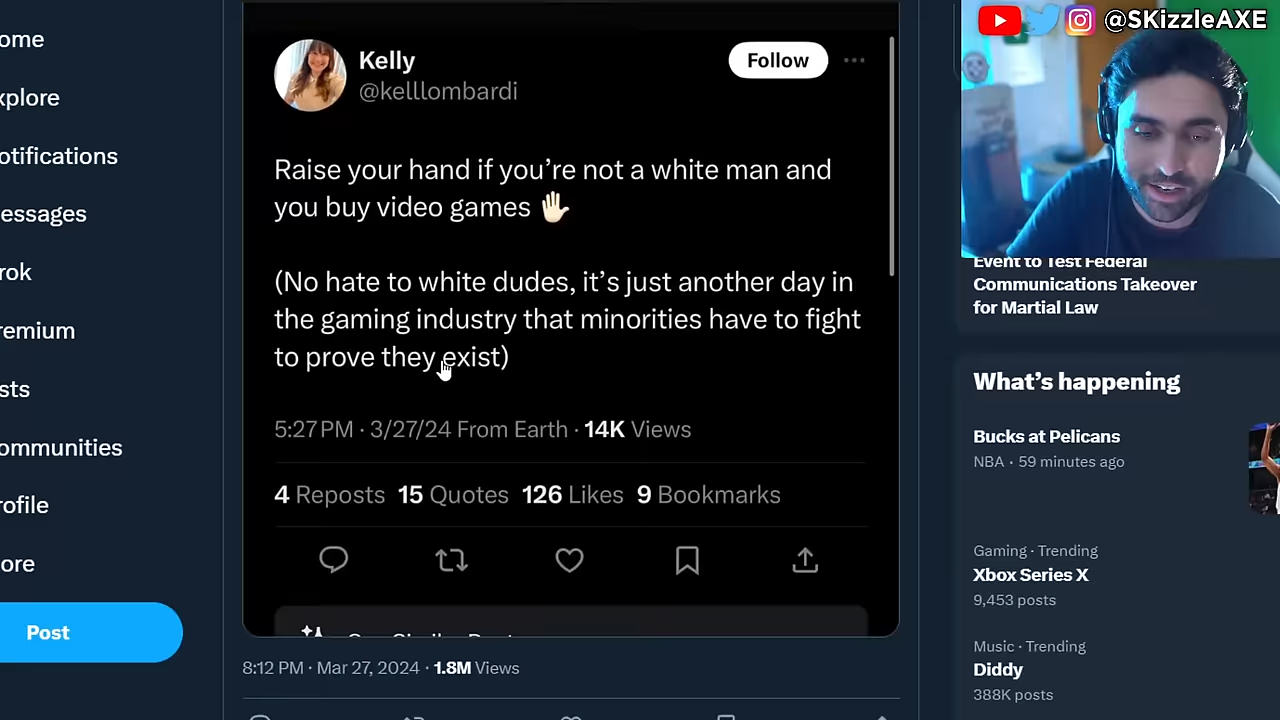 @SKizzleAXE
ome
xplore
otifications
essages
rok
remium
sts
ommunities
rofile
ore
Post
Kelly
@kelllombardi
Follow
Raise your hand if you’re not a white man and
you buy video games
(No hate to white dudes, it’s just another day in
the gaming industry that minorities have to fight
to prove they exist)
5:27 PM · 3/27/24 From Earth · 14K Views
4 Reposts 15 Quotes 126 Likes 9 Bookmarks
8:12 PM · Mar 27, 2024 · 1.8M Views
Event to Test Federal
Communications Takeover
for Martial Law
What’s happening
Bucks at Pelicans
NBA · 59 minutes ago
Gaming · Trending
Xbox Series X
9,453 posts
Music · Trending
Diddy
388K posts